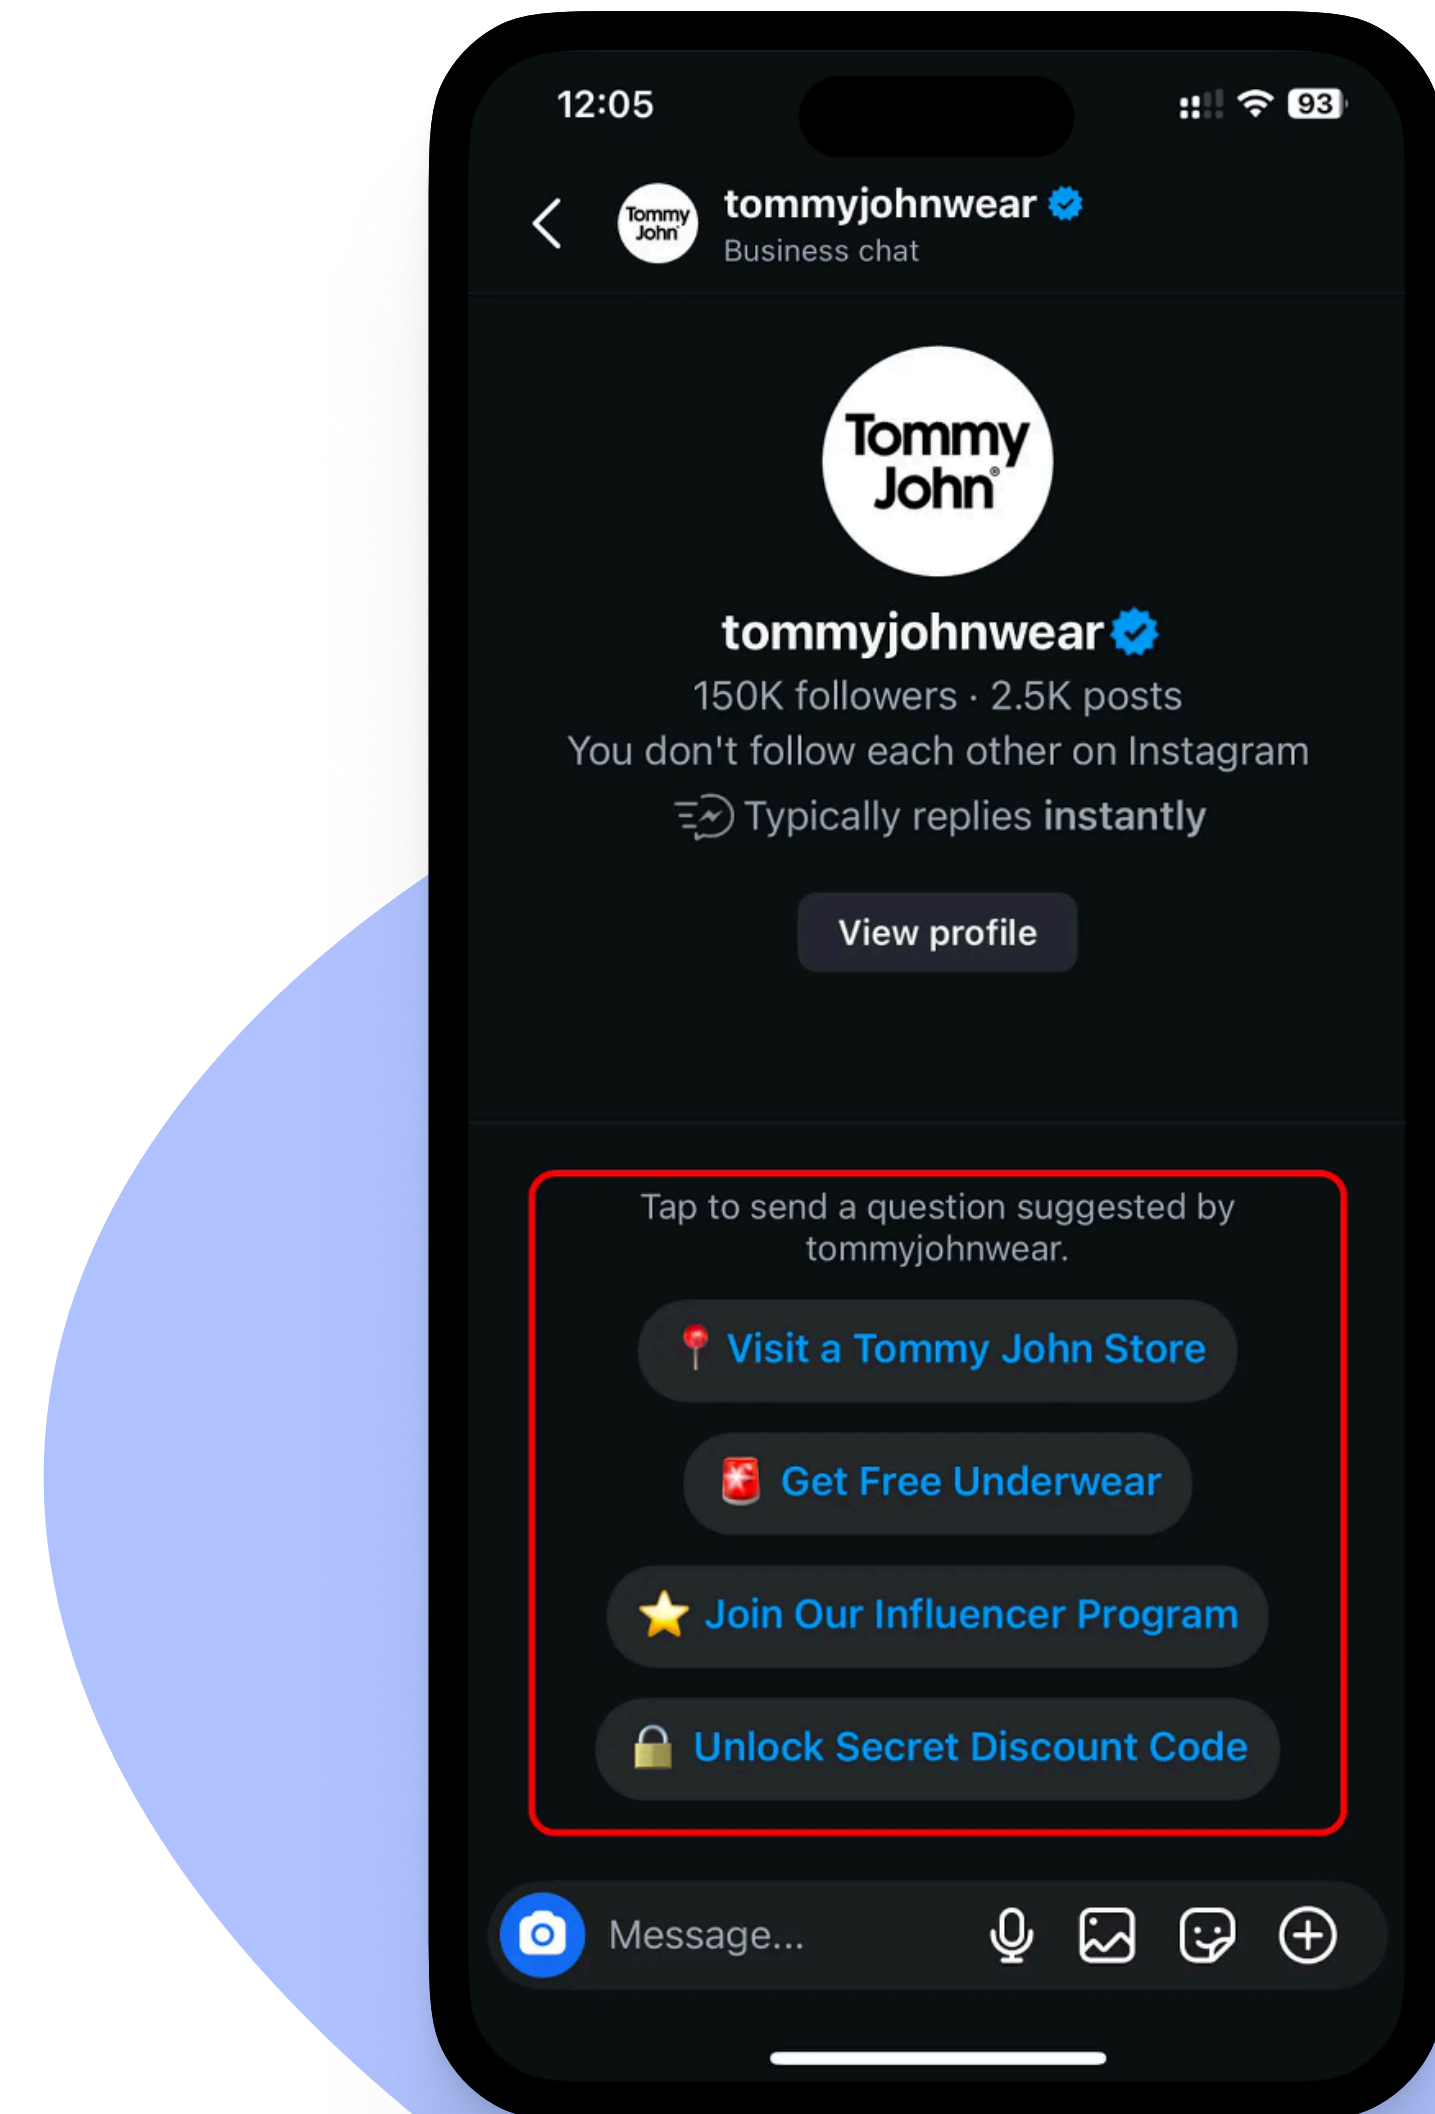 12:05
93
Tommy
John
tommyjohnwear
Business chat
Tommy
John®
tommyjohnwear
150K followers · 2.5K posts
You don't follow each other on Instagram
Typically replies instantly
View profile
Tap to send a question suggested by
tommyjohnwear.
📍 Visit a Tommy John Store
🚨 Get Free Underwear
⭐ Join Our Influencer Program
🔒 Unlock Secret Discount Code
Message...